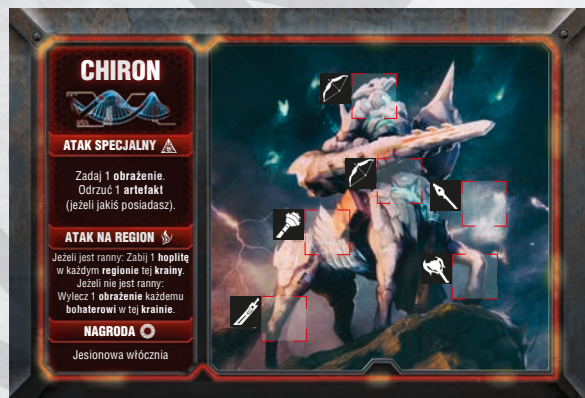 CHIRON
ATAK SPECJALNY
Zadaj 1 obrażenie.
Odrzuć 1 artefakt
(jeżeli jakiś posiadasz).
ATAK NA REGION
Jeżeli jest ranny: Zabij 1 hoplitę
w każdym regionie tej krainy.
Jeżeli nie jest ranny:
Wylecz 1 obrażenie każdemu
bohaterowi w tej krainie.
NAGRODA
Jesionowa włócznia